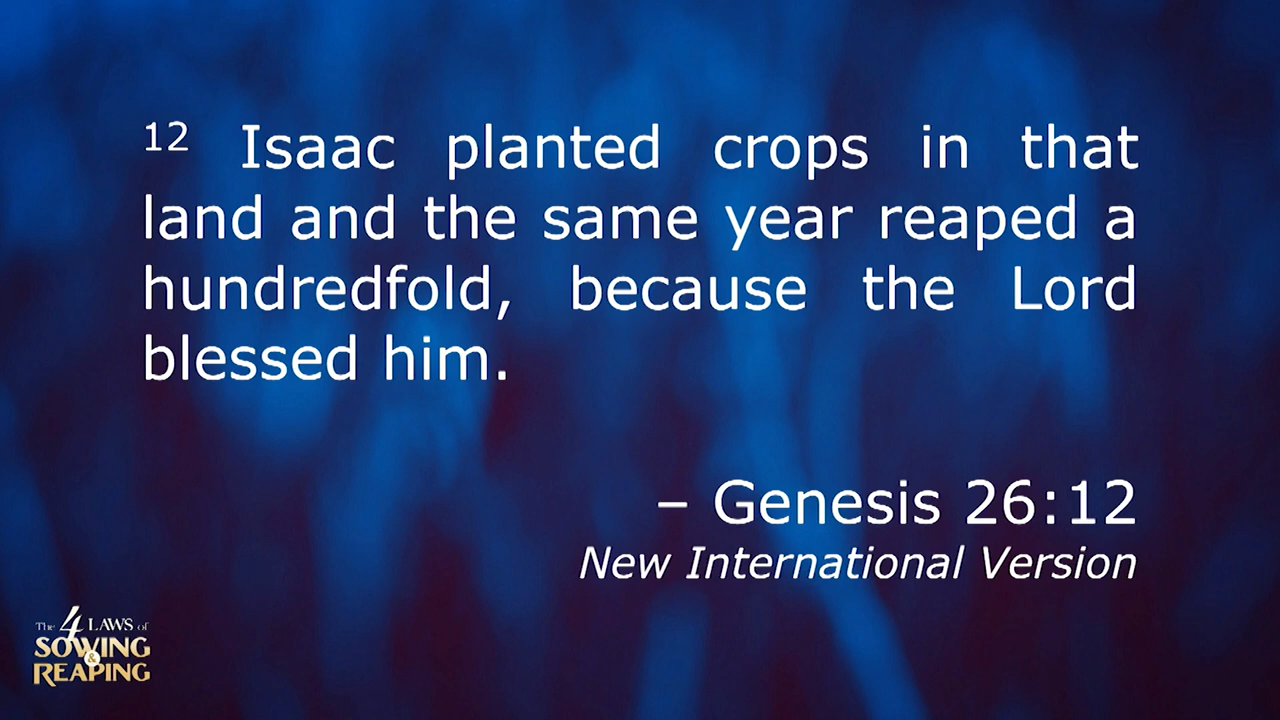 12 Isaac planted crops in that
land and the same year reaped a
hundredfold, because the Lord
blessed him.
– Genesis 26:12
New International Version
The 4 LAWS of
SOWING
&
REAPING